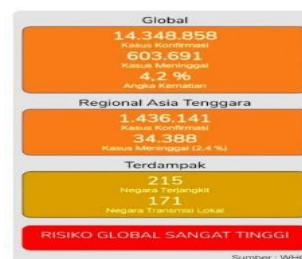 Global
14.348.858
Kasus Konfirmasi
603.691
Kasus Meninggal
4,2 %
Angka Kematian
Regional Asia Tenggara
1.436.141
Kasus Konfirmasi
34.388
Kasus Meninggal (2,4 %)
Terdampak
215
Negara Terjangkit
171
Negara Transmisi Lokal
RISIKO GLOBAL SANGAT TINGGI
Sumber : WH